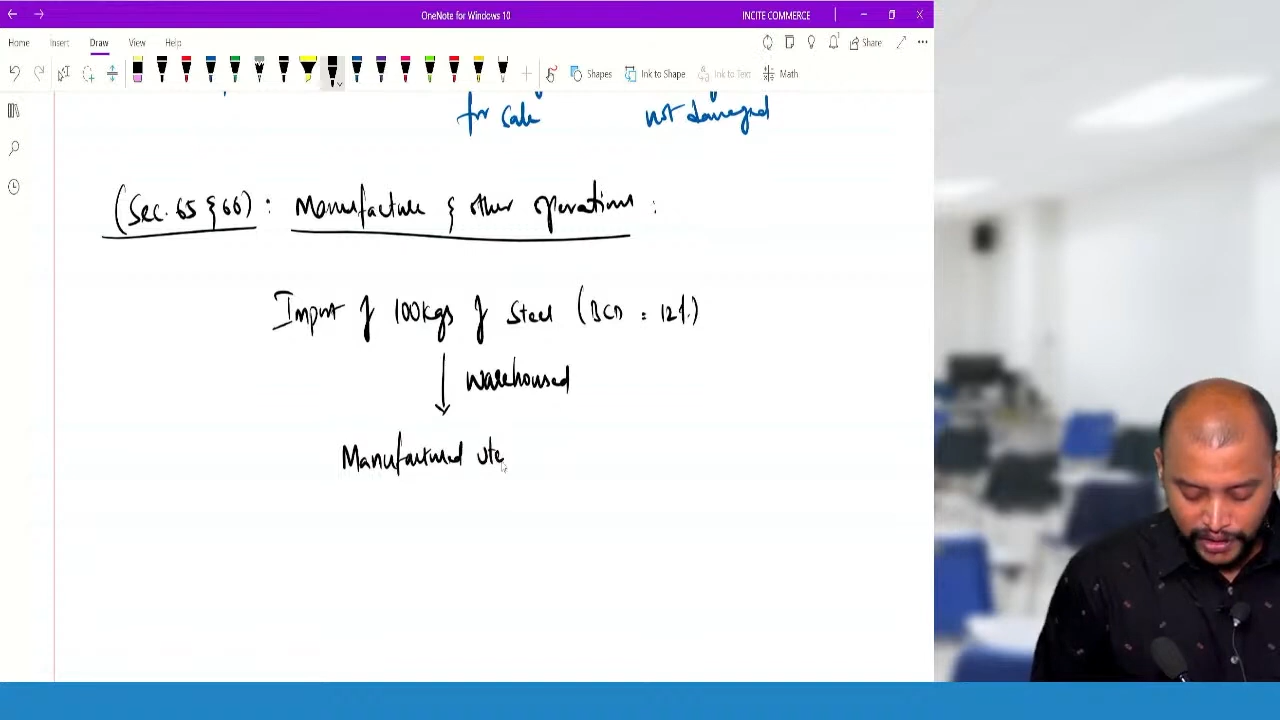 OneNote for Windows 10
INCITE COMMERCE
Home Insert Draw View Help
Share
Shapes
Ink to Shape
Ink to Text
Math
for sale
not damaged
(Sec. 65 & 66) : Manufacture & other operations :
Import of 100kgs of Steel (BCD = 12%)
Warehoused
Manufactured ute